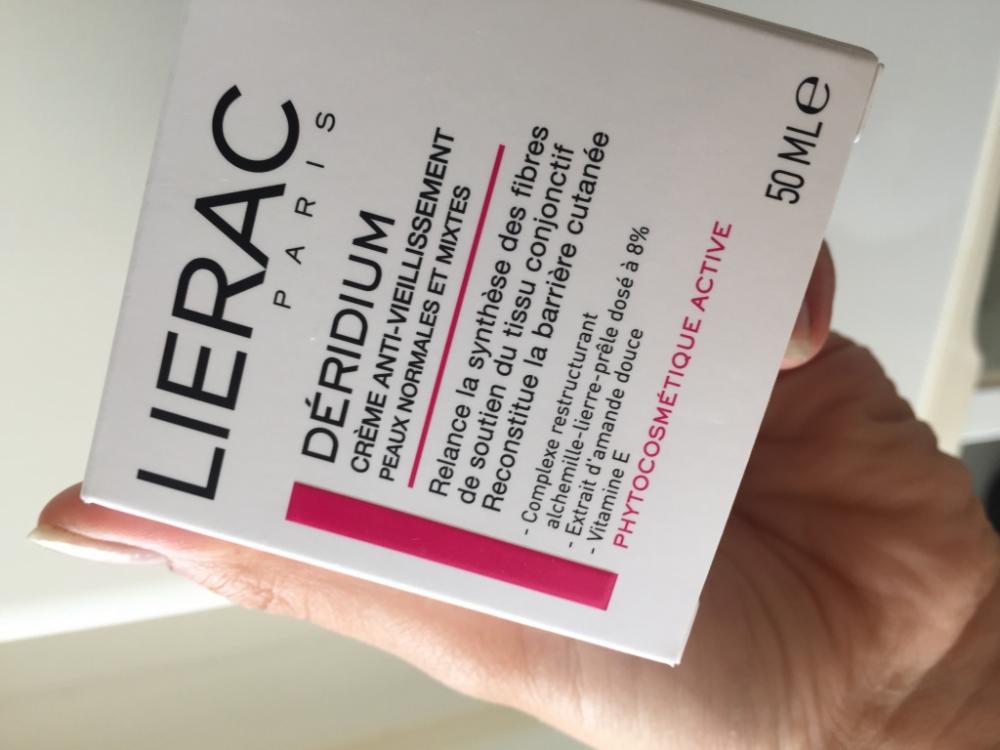 LIERAC
PARIS
DÉRIDIUM
CRÈME ANTI-VIEILLISSEMENT
PEAUX NORMALES ET MIXTES
Relance la synthèse des fibres
de soutien du tissu conjonctif
Reconstitue la barrière cutanée
- Complexe restructurant
alchemille-lierre-prêle dosé à 8%
- Extrait d'amande douce
- Vitamine E
PHYTOCOSMÉTIQUE ACTIVE
50 ML℮